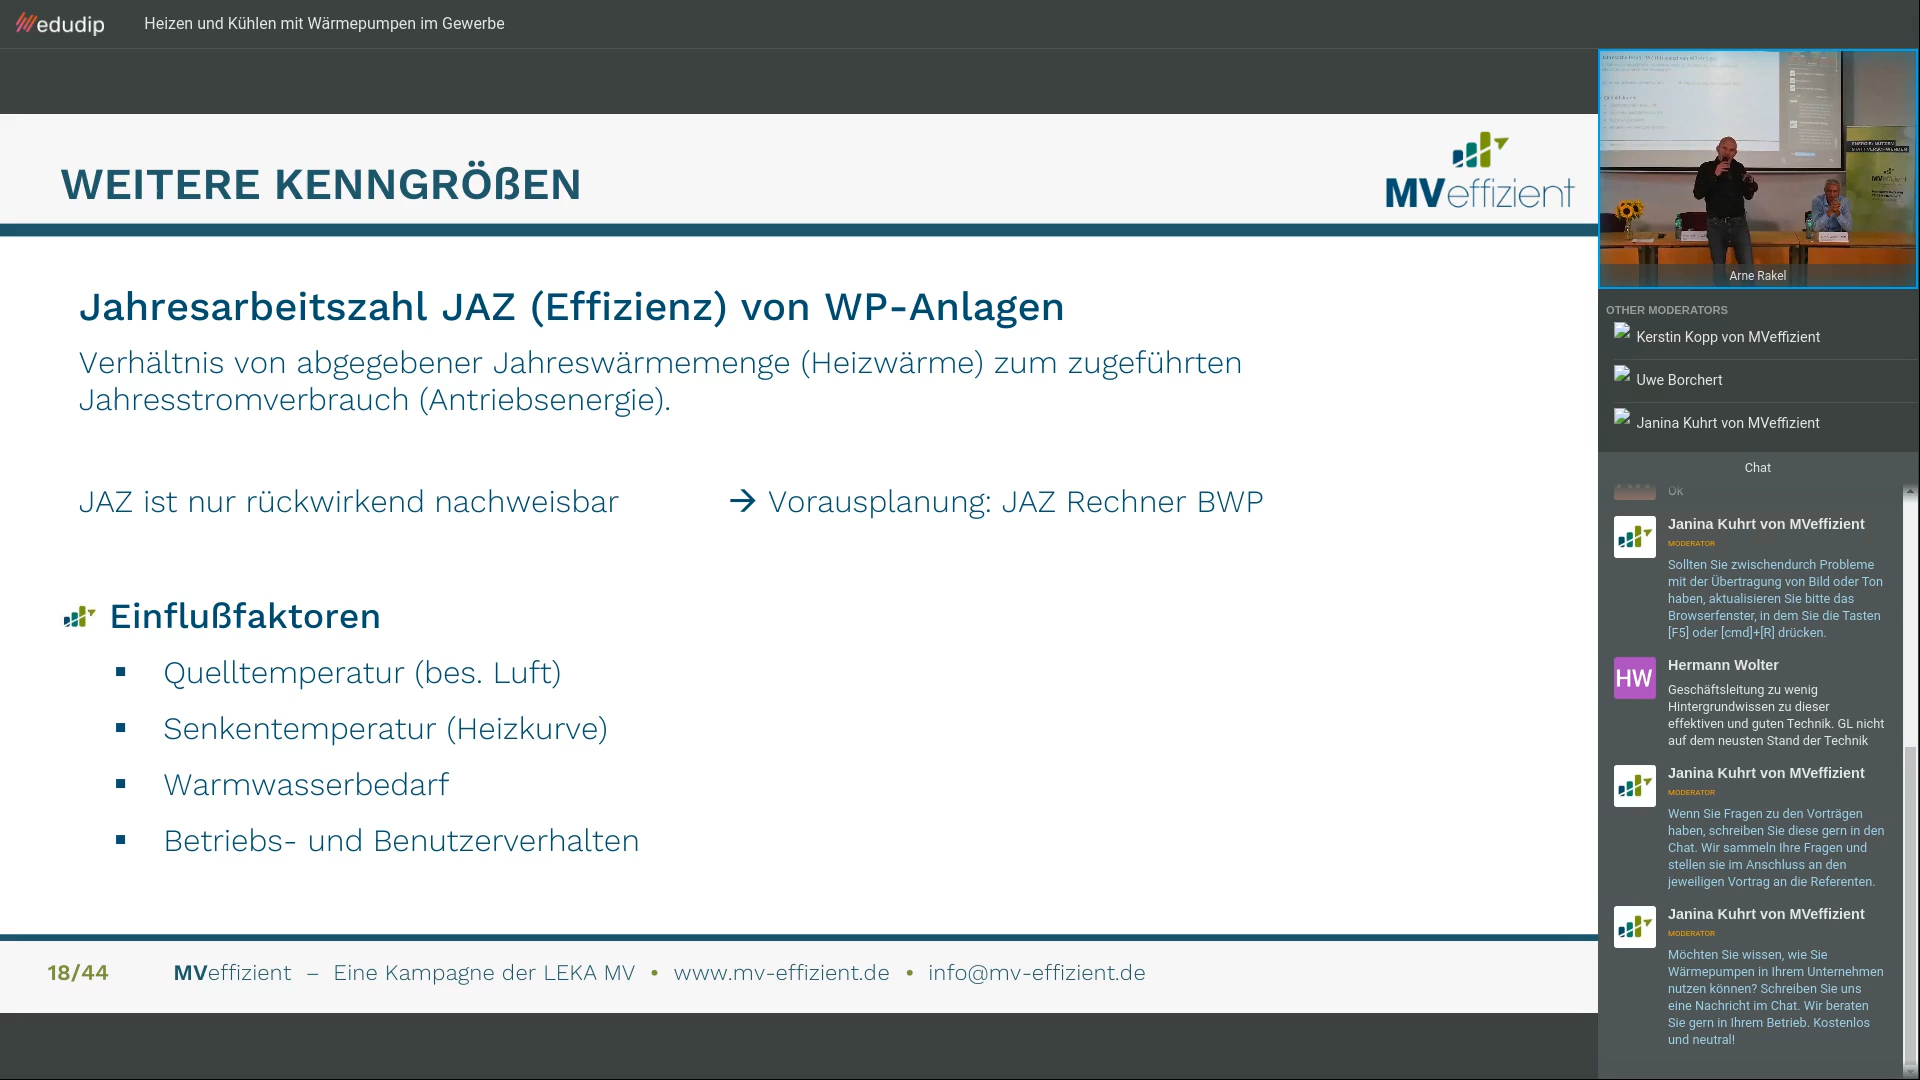 edudip
Heizen und Kühlen mit Wärmepumpen im Gewerbe
WEITERE KENNGRÖßEN
MVeffizient
Jahresarbeitszahl JAZ (Effizienz) von WP-Anlagen
Verhältnis von abgegebener Jahreswärmemenge (Heizwärme) zum zugeführten
Jahresstromverbrauch (Antriebsenergie).
JAZ ist nur rückwirkend nachweisbar
→ Vorausplanung: JAZ Rechner BWP
Einflußfaktoren
▪ Quelltemperatur (bes. Luft)
▪ Senkentemperatur (Heizkurve)
▪ Warmwasserbedarf
▪ Betriebs- und Benutzerverhalten
18/44
MVeffizient – Eine Kampagne der LEKA MV • www.mv-effizient.de • info@mv-effizient.de
ENERGIE NUTZEN
STATT VERSCHWENDEN
MVeffizient
Arne Rakel
OTHER MODERATORS
Kerstin Kopp von MVeffizient
Uwe Borchert
Janina Kuhrt von MVeffizient
Chat
Ok
Janina Kuhrt von MVeffizient
MODERATOR
Sollten Sie zwischendurch Probleme
mit der Übertragung von Bild oder Ton
haben, aktualisieren Sie bitte das
Browserfenster, in dem Sie die Tasten
[F5] oder [cmd]+[R] drücken.
HW
Hermann Wolter
Geschäftsleitung zu wenig
Hintergrundwissen zu dieser
effektiven und guten Technik. GL nicht
auf dem neusten Stand der Technik
Janina Kuhrt von MVeffizient
MODERATOR
Wenn Sie Fragen zu den Vorträgen
haben, schreiben Sie diese gern in den
Chat. Wir sammeln Ihre Fragen und
stellen sie im Anschluss an den
jeweiligen Vortrag an die Referenten.
Janina Kuhrt von MVeffizient
MODERATOR
Möchten Sie wissen, wie Sie
Wärmepumpen in Ihrem Unternehmen
nutzen können? Schreiben Sie uns
eine Nachricht im Chat. Wir beraten
Sie gern in Ihrem Betrieb. Kostenlos
und neutral!